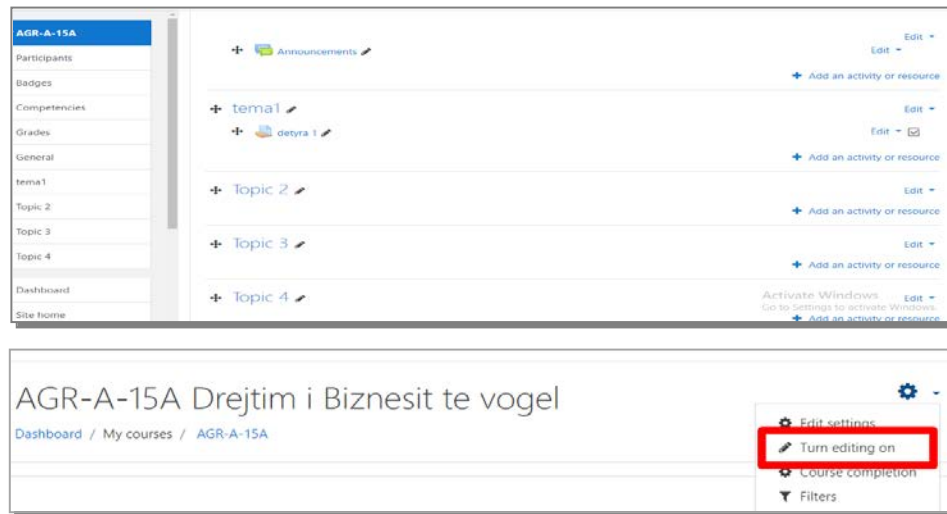 AGR-A-15A
Participants
Badges
Competencies
Grades
General
tema1
Topic 2
Topic 3
Topic 4
Dashboard
Site home
Edit
Announcements
Edit
Add an activity or resource
tema1
Edit
detyra 1
Edit
Add an activity or resource
Topic 2
Edit
Add an activity or resource
Topic 3
Edit
Add an activity or resource
Topic 4
Activate Windows
Edit
Go to Settings to activate Windows.
Add an activity or resource
AGR-A-15A Drejtim i Biznesit te vogel
Dashboard / My courses / AGR-A-15A
Edit settings
Turn editing on
Course completion
Filters